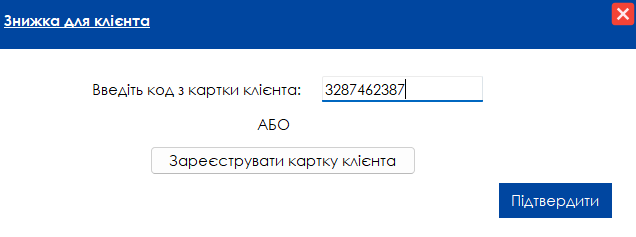 Знижка для клієнта
Введіть код з картки клієнта: 3287462387
АБО
Зареєструвати картку клієнта
Підтвердити